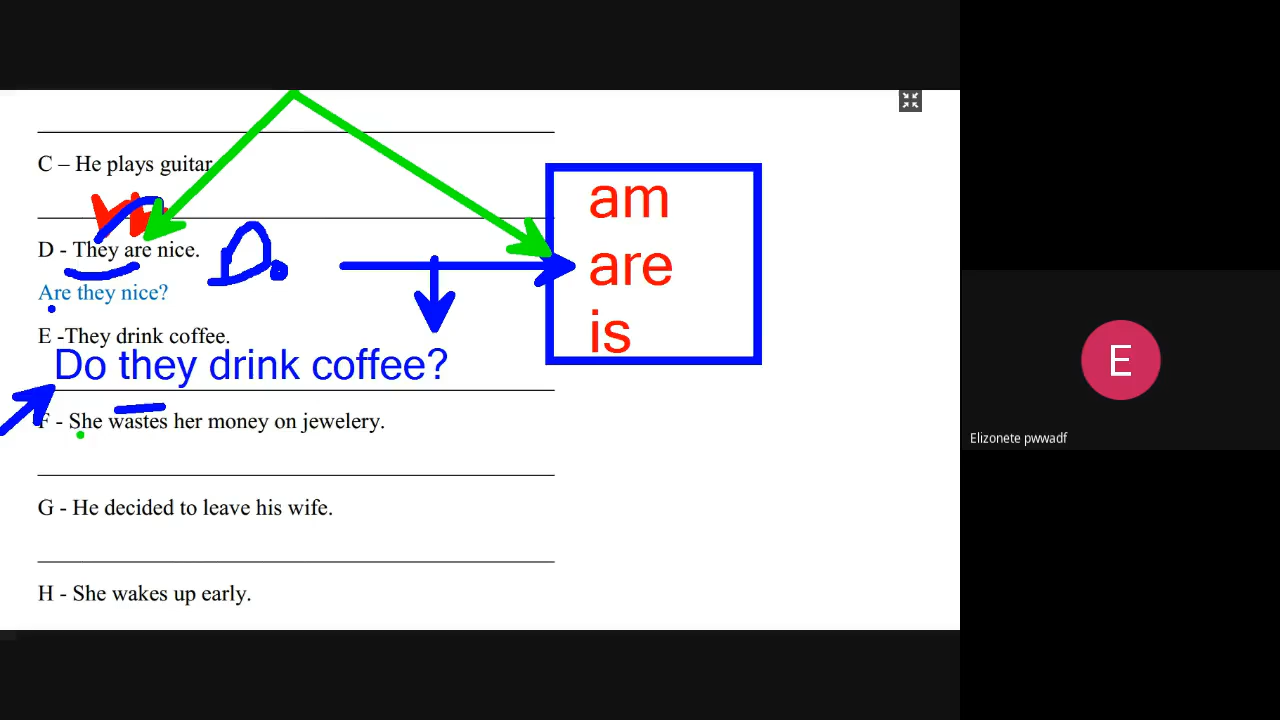 C – He plays guitar
D - They are nice. D.
Are they nice?
E -They drink coffee.
Do they drink coffee?
F - She wastes her money on jewelery.
G - He decided to leave his wife.
H - She wakes up early.
am
are
is
E
Elizonete pwwadf